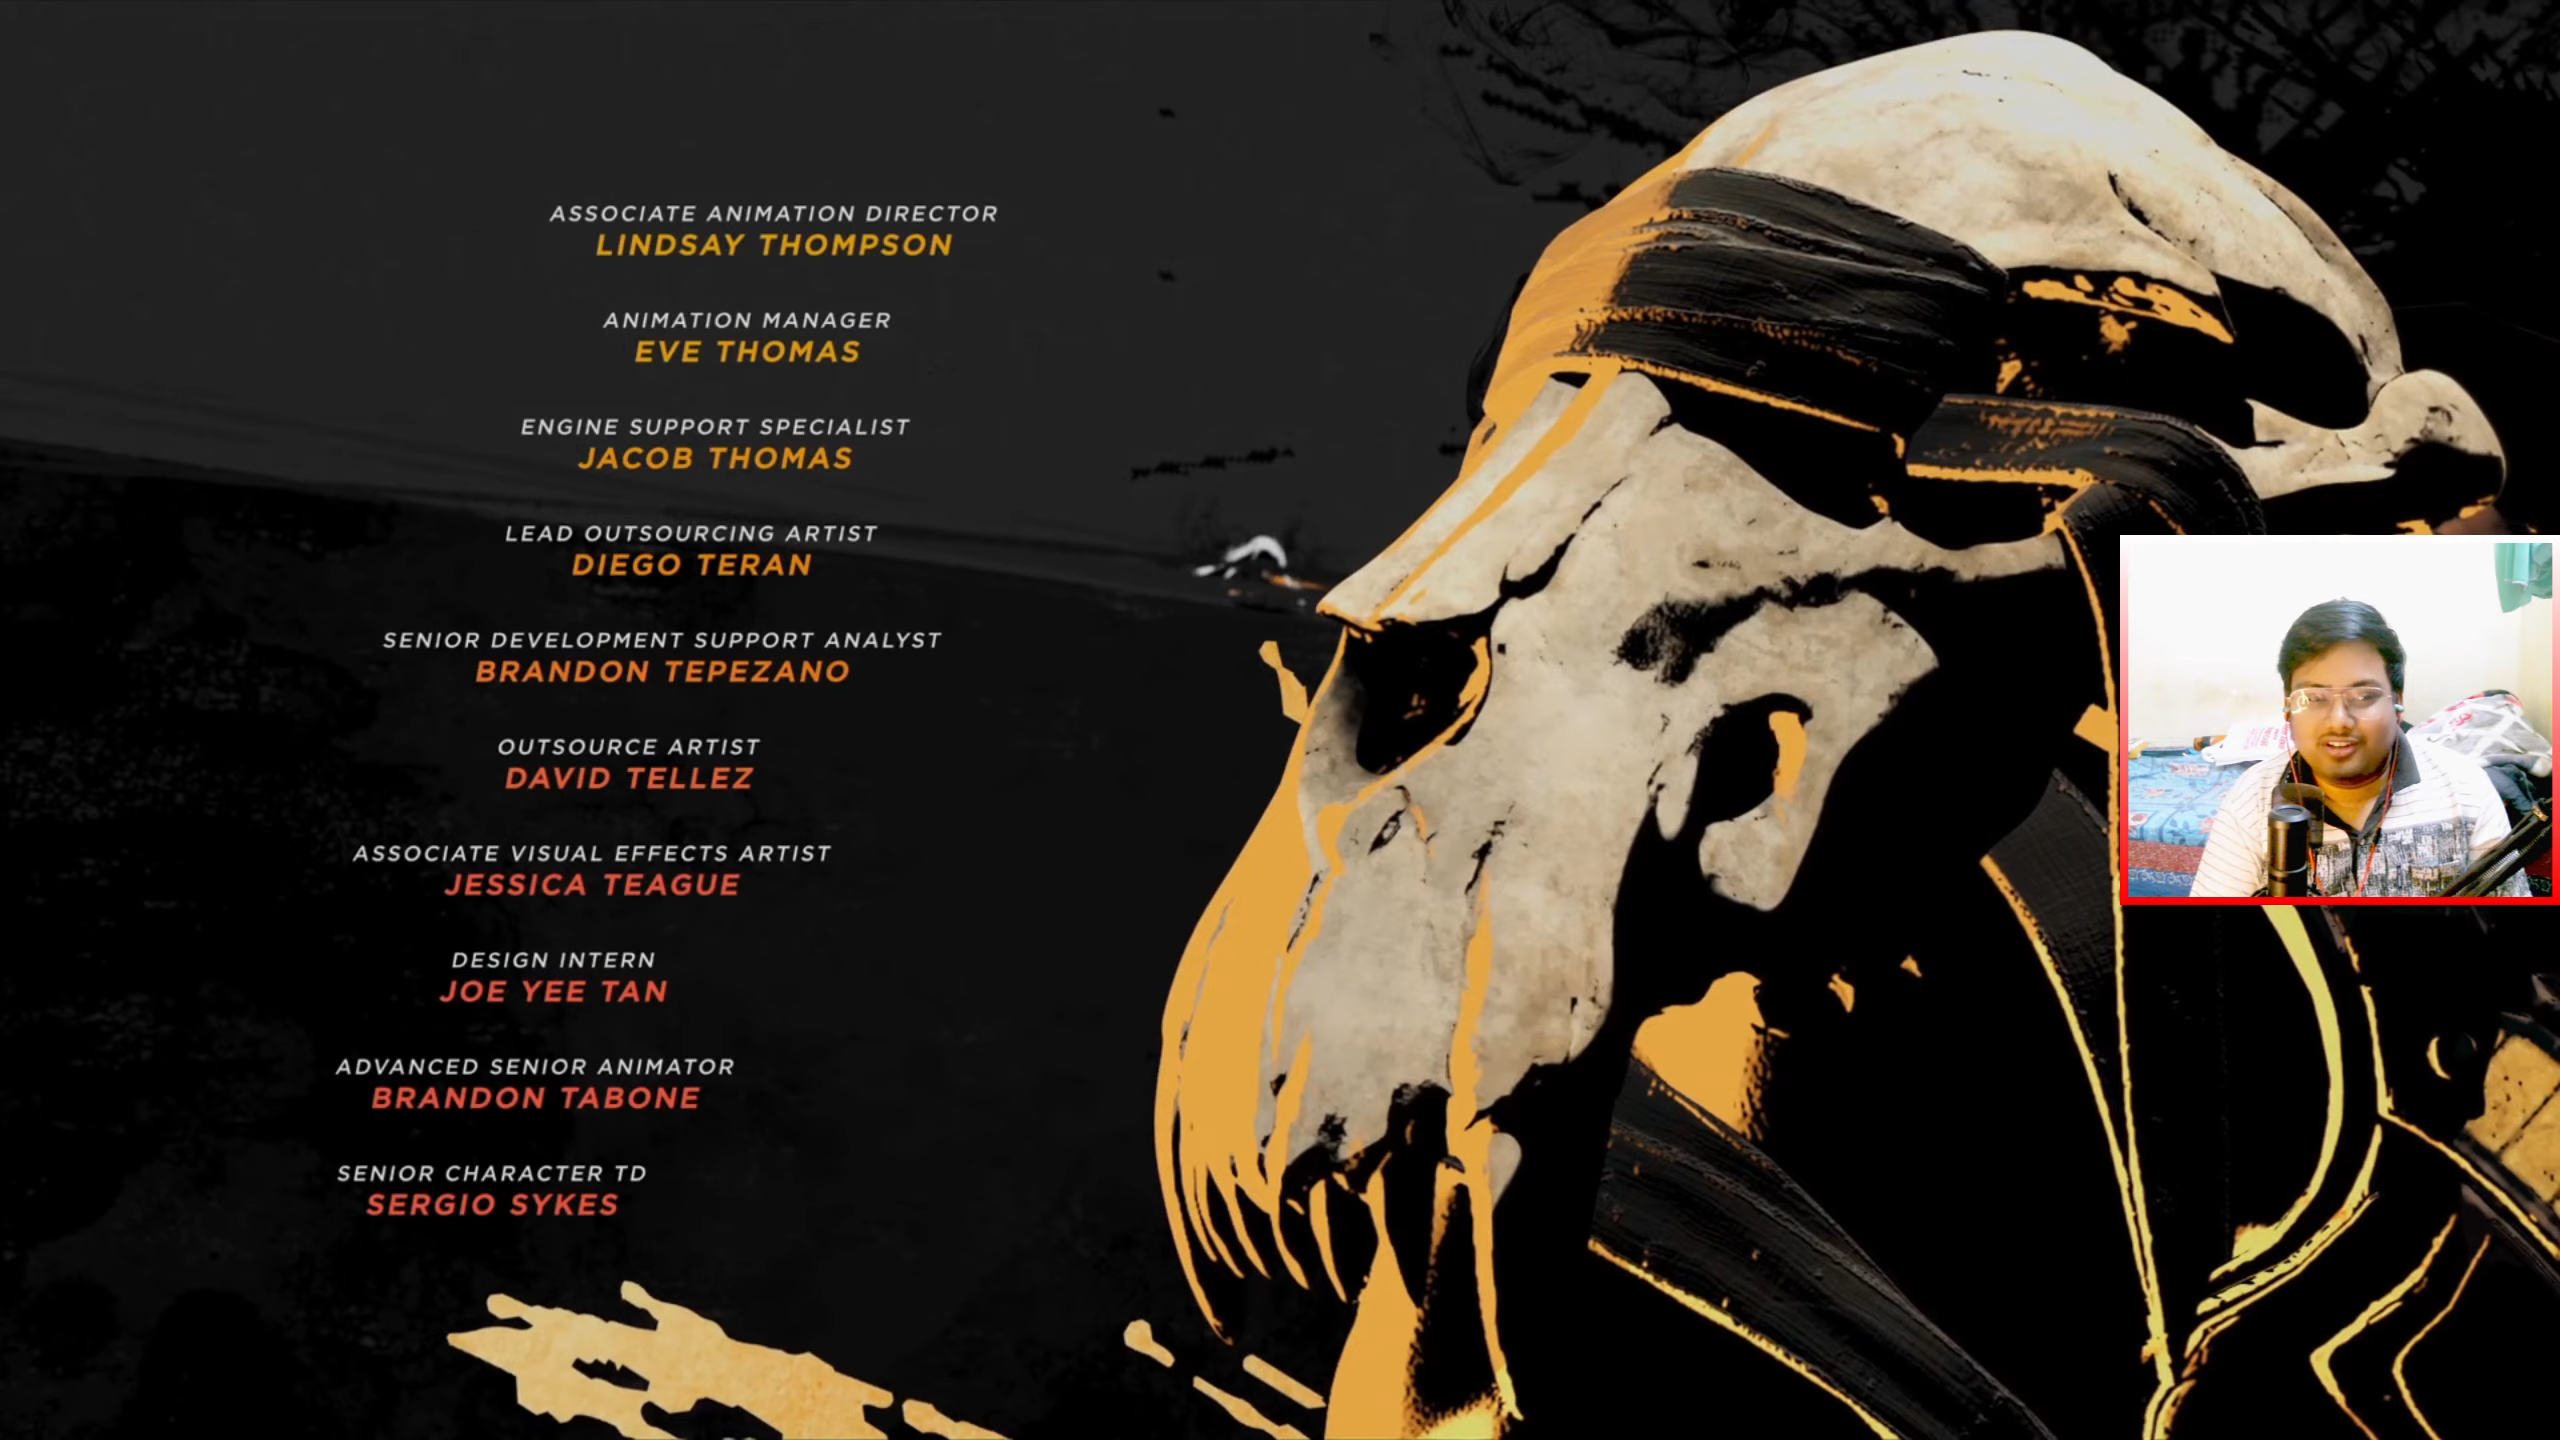 ASSOCIATE ANIMATION DIRECTOR
LINDSAY THOMPSON
ANIMATION MANAGER
EVE THOMAS
ENGINE SUPPORT SPECIALIST
JACOB THOMAS
LEAD OUTSOURCING ARTIST
DIEGO TERAN
SENIOR DEVELOPMENT SUPPORT ANALYST
BRANDON TEPEZANO
OUTSOURCE ARTIST
DAVID TELLEZ
ASSOCIATE VISUAL EFFECTS ARTIST
JESSICA TEAGUE
DESIGN INTERN
JOE YEE TAN
ADVANCED SENIOR ANIMATOR
BRANDON TABONE
SENIOR CHARACTER TD
SERGIO SYKES